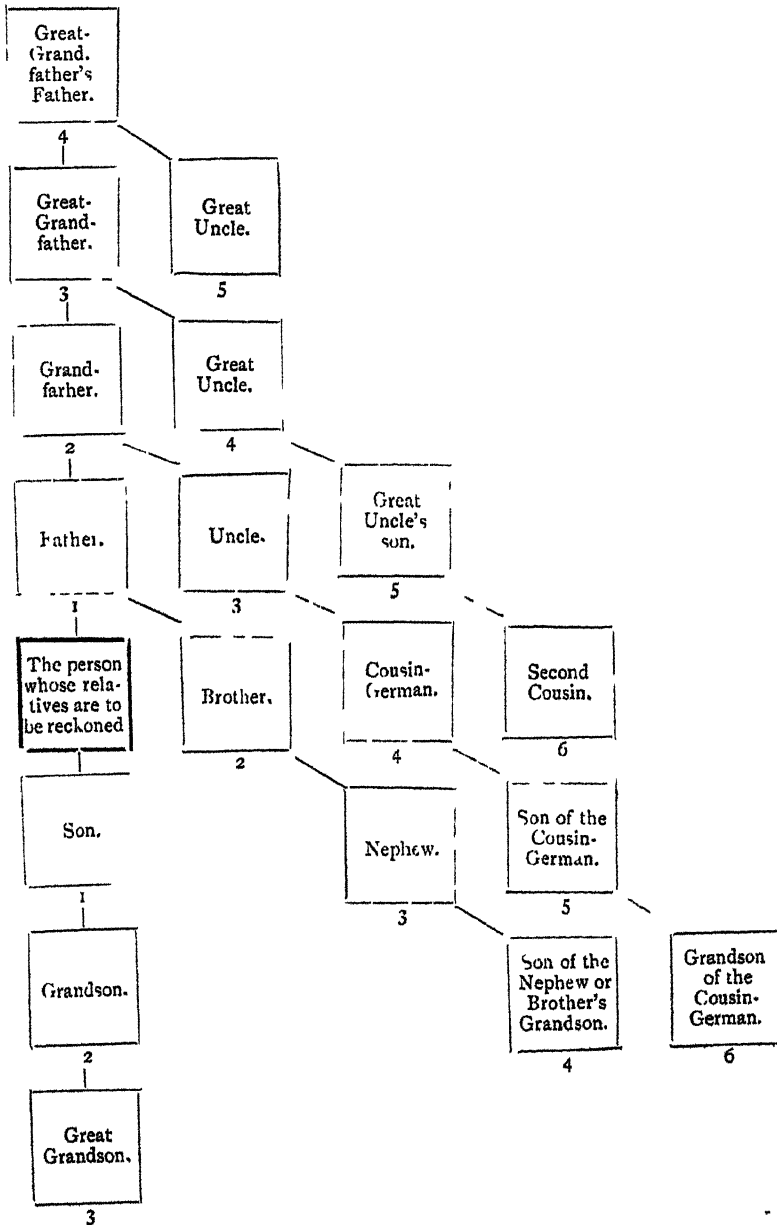 Great-
Grand.
father's
Father.
4
Great-
Grand-
father.
3
Great
Uncle.
5
Grand-
farher.
2
Great
Uncle.
4
Father.
1
Uncle.
3
Great
Uncle's
son.
5
The person
whose rela-
tives are to
be reckoned
Brother.
2
Cousin-
German.
4
Second
Cousin.
6
Son.
1
Nephew.
3
Son of the
Cousin-
German.
5
Grandson.
2
Son of the
Nephew or
Brother's
Grandson.
4
Grandson
of the
Cousin-
German.
6
Great
Grandson.
3